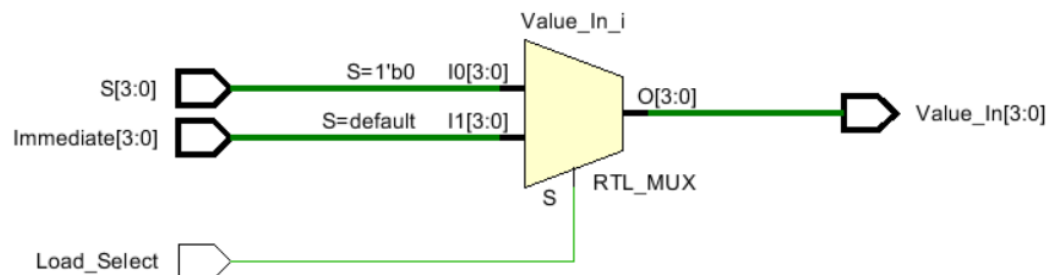 Value_In_i
S[3:0] S=1'b0 I0[3:0]
O[3:0] Value_In[3:0]
Immediate[3:0] S=default I1[3:0]
S RTL_MUX
Load_Select